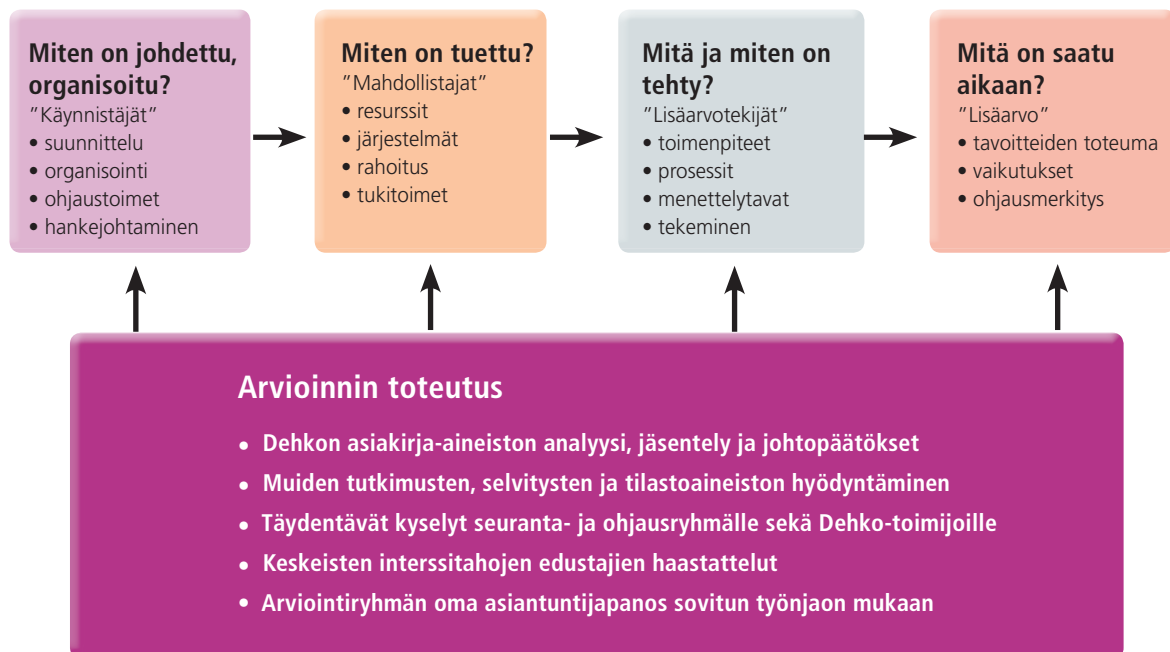 Miten on johdettu,
organisoitu?
”Käynnistäjät”
• suunnittelu
• organisointi
• ohjaustoimet
• hankejohtaminen
Miten on tuettu?
”Mahdollistajat”
• resurssit
• järjestelmät
• rahoitus
• tukitoimet
Mitä ja miten on
tehty?
”Lisäarvotekijät”
• toimenpiteet
• prosessit
• menettelytavat
• tekeminen
Mitä on saatu
aikaan?
”Lisäarvo”
• tavoitteiden toteuma
• vaikutukset
• ohjausmerkitys
Arvioinnin toteutus
• Dehkon asiakirja-aineiston analyysi, jäsentely ja johtopäätökset
• Muiden tutkimusten, selvitysten ja tilastoaineiston hyödyntäminen
• Täydentävät kyselyt seuranta- ja ohjausryhmälle sekä Dehko-toimijoille
• Keskeisten interssitahojen edustajien haastattelut
• Arviointiryhmän oma asiantuntijapanos sovitun työnjaon mukaan